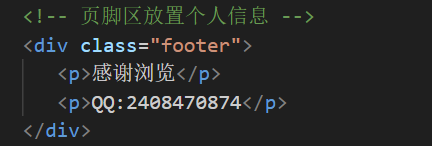 <!-- 页脚区放置个人信息 -->
<div class="footer">
<p>感谢浏览</p>
<p>QQ:2408470874</p>
</div>